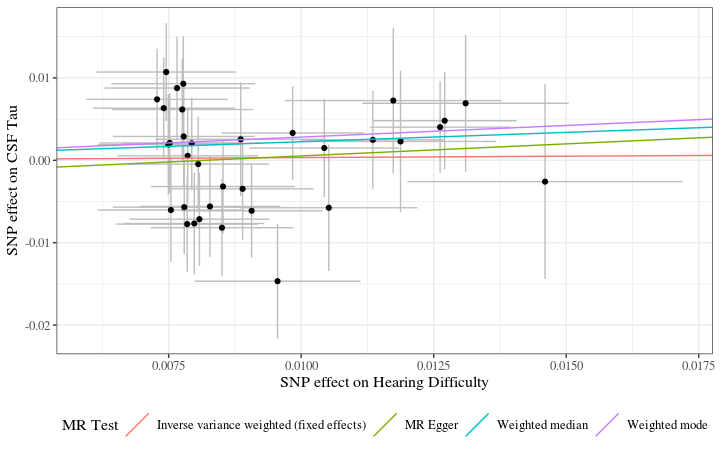 SNP effect on CSF Tau
0.01
0.00
-0.01
-0.02
0.0075
0.0100
0.0125
0.0150
0.0175
SNP effect on Hearing Difficulty
MR Test
Inverse variance weighted (fixed effects)
MR Egger
Weighted median
Weighted mode